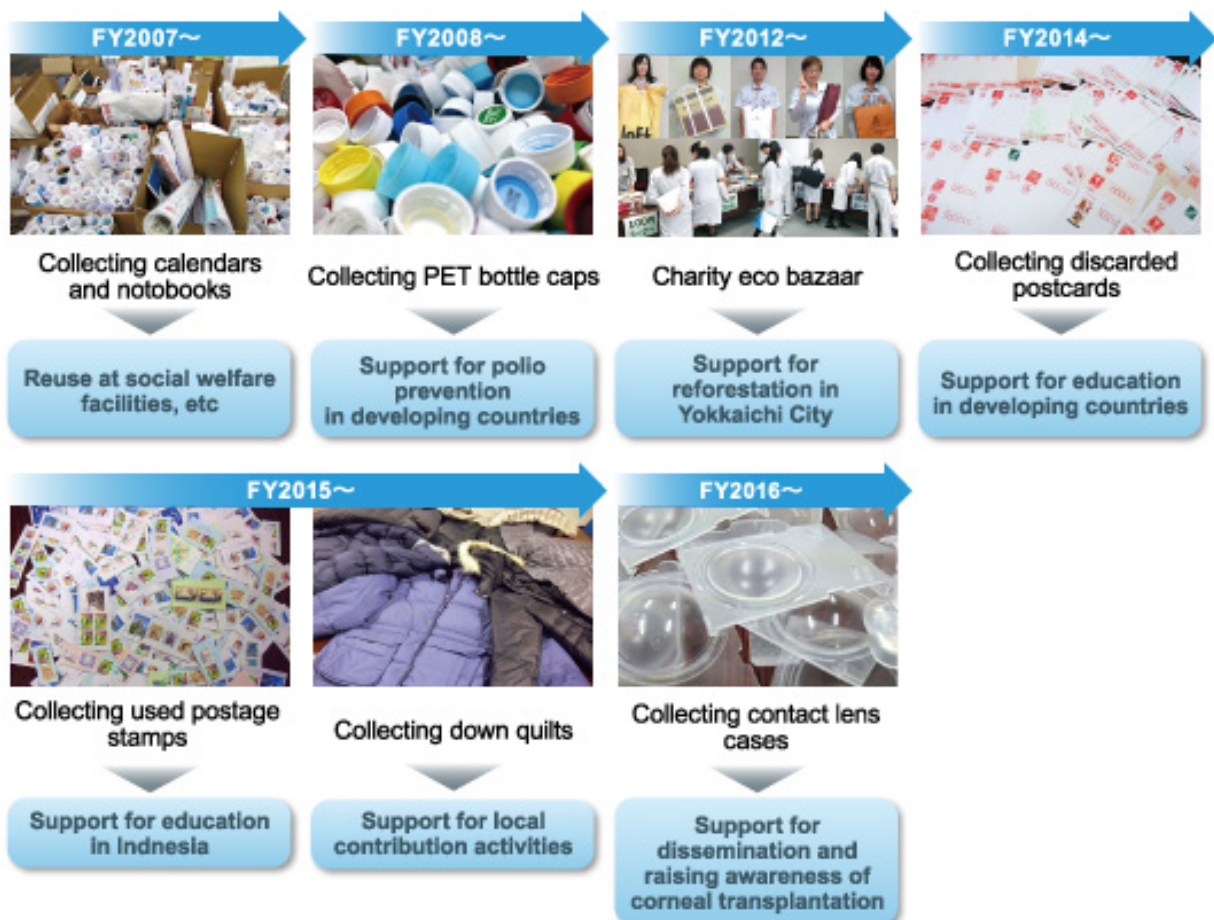 FY2007～
FY2008～
FY2012～
FY2014～
Collecting calendars
and notobooks
Collecting PET bottle caps
Charity eco bazaar
Collecting discarded
postcards
Reuse at social welfare
facilities, etc
Support for polio
prevention
in developing countries
Support for
reforestation in
Yokkaichi City
Support for education
in developing countries
FY2015～
FY2016～
Collecting used postage
stamps
Collecting down quilts
Collecting contact lens
cases
Support for education
in Indnesia
Support for local
contribution activities
Support for
dissemination and
raising awareness of
corneal transplantation